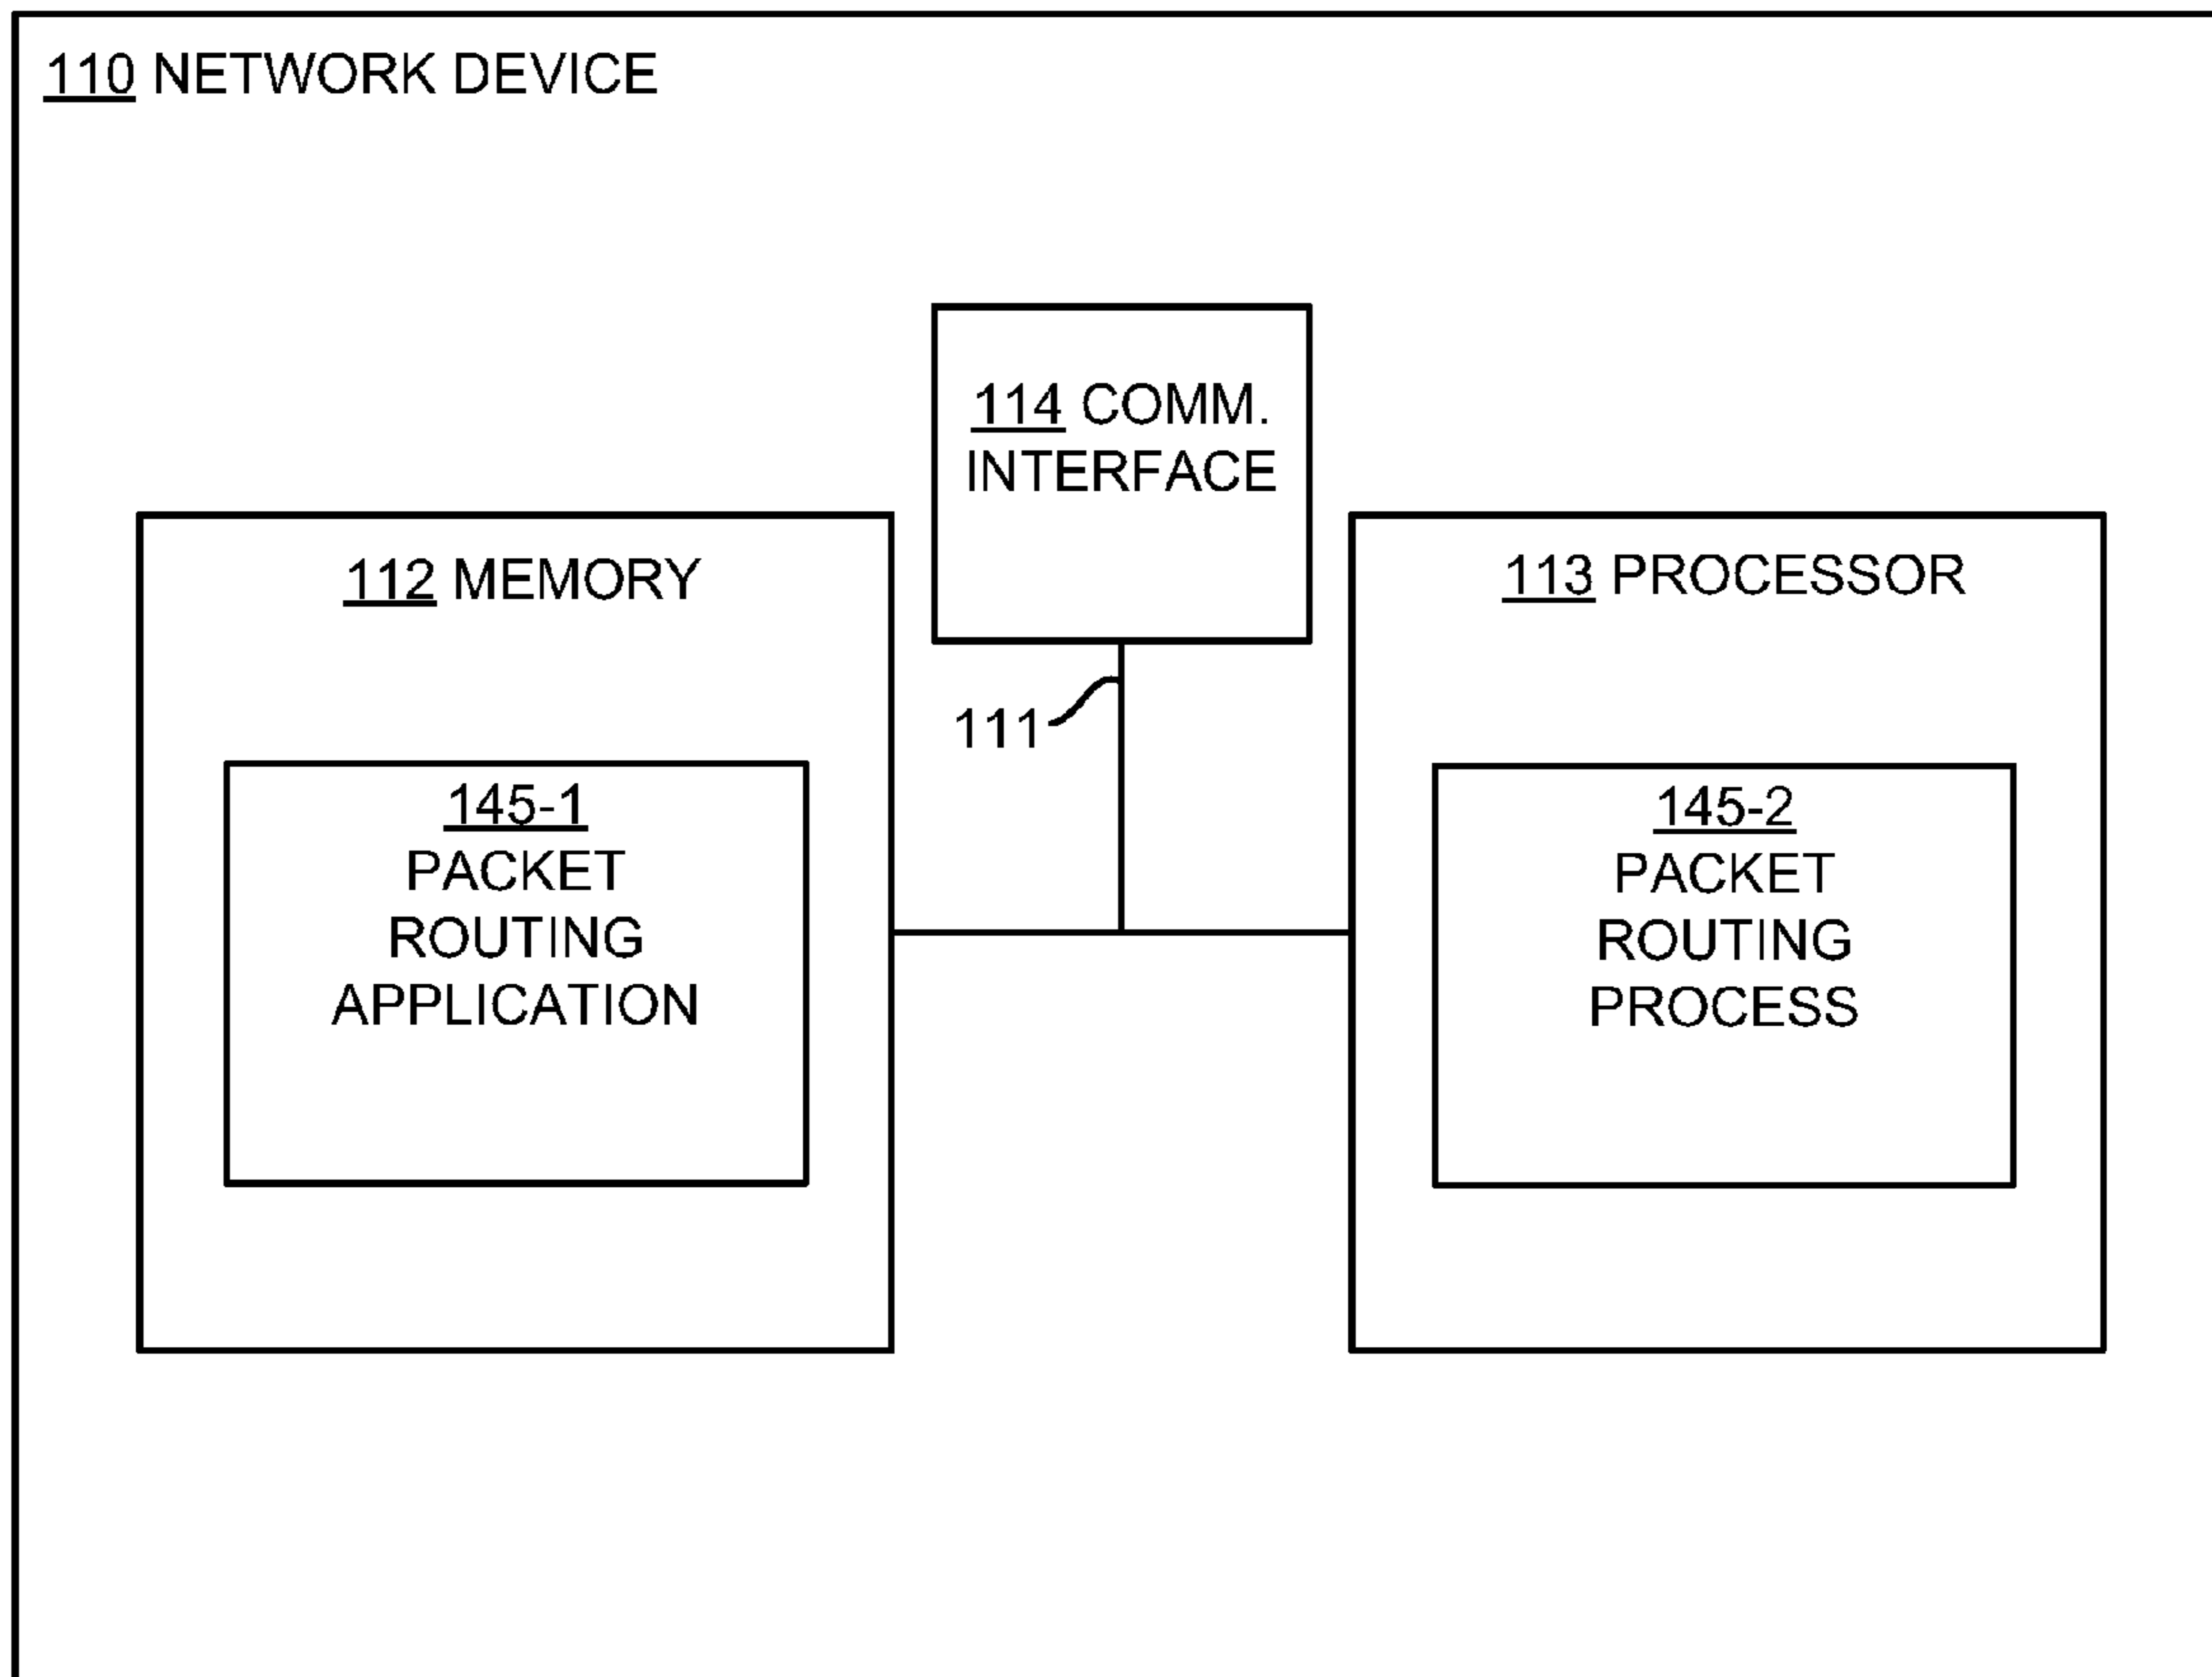 110 NETWORK DEVICE
114 COMM.
INTERFACE
112 MEMORY
113 PROCESSOR
111
145-1
PACKET
ROUTING
APPLICATION
145-2
PACKET
ROUTING
PROCESS